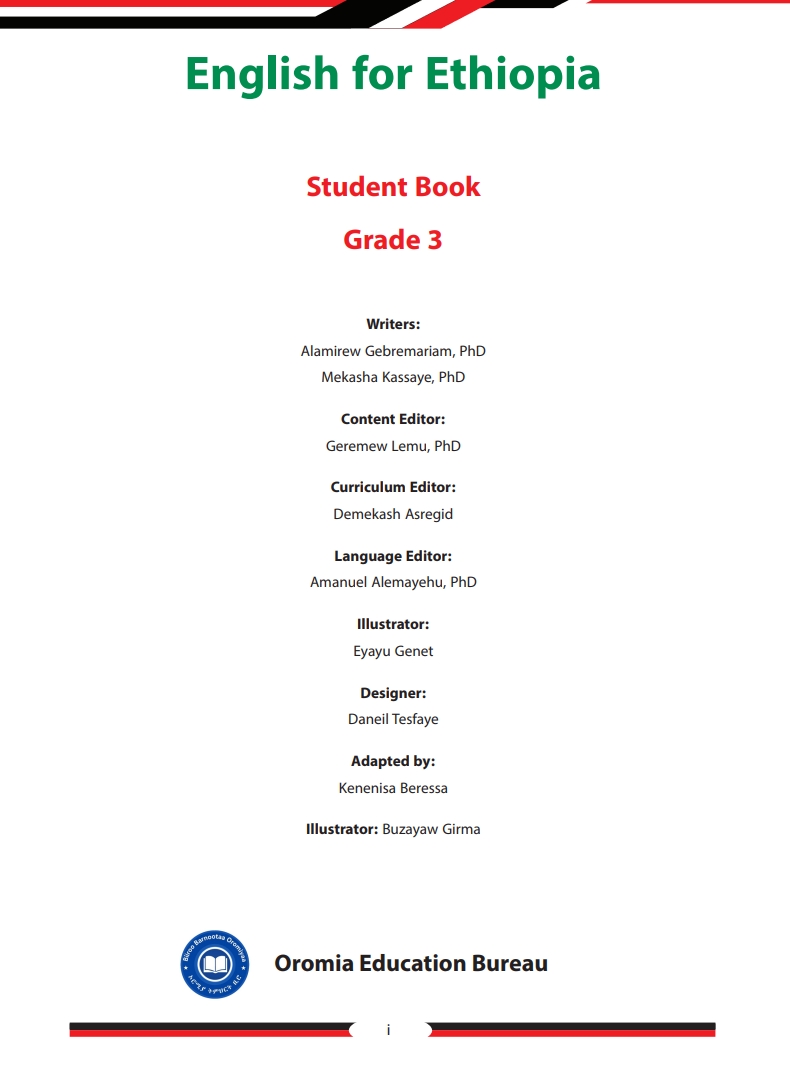 English for Ethiopia
Student Book
Grade 3
Writers:
Alamirew Gebremariam, PhD
Mekasha Kassaye, PhD
Content Editor:
Geremew Lemu, PhD
Curriculum Editor:
Demekash Asregid
Language Editor:
Amanuel Alemayehu, PhD
Illustrator:
Eyayu Genet
Designer:
Daneil Tesfaye
Adapted by:
Kenenisa Beressa
Illustrator: Buzayaw Girma
Biiroo Barnootaa Oromiyaa
Oromia Education Bureau
i